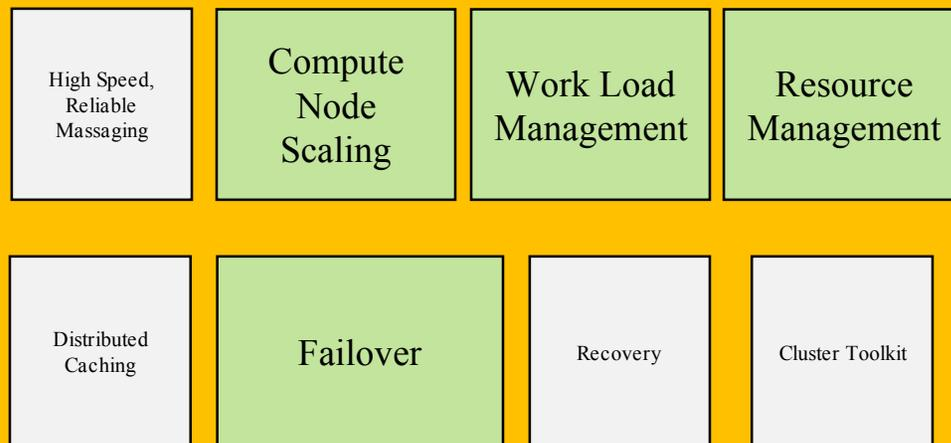 High Speed,
Reliable
Massaging
Compute
Node
Scaling
Work Load
Management
Resource
Management
Distributed
Caching
Failover
Recovery
Cluster Toolkit